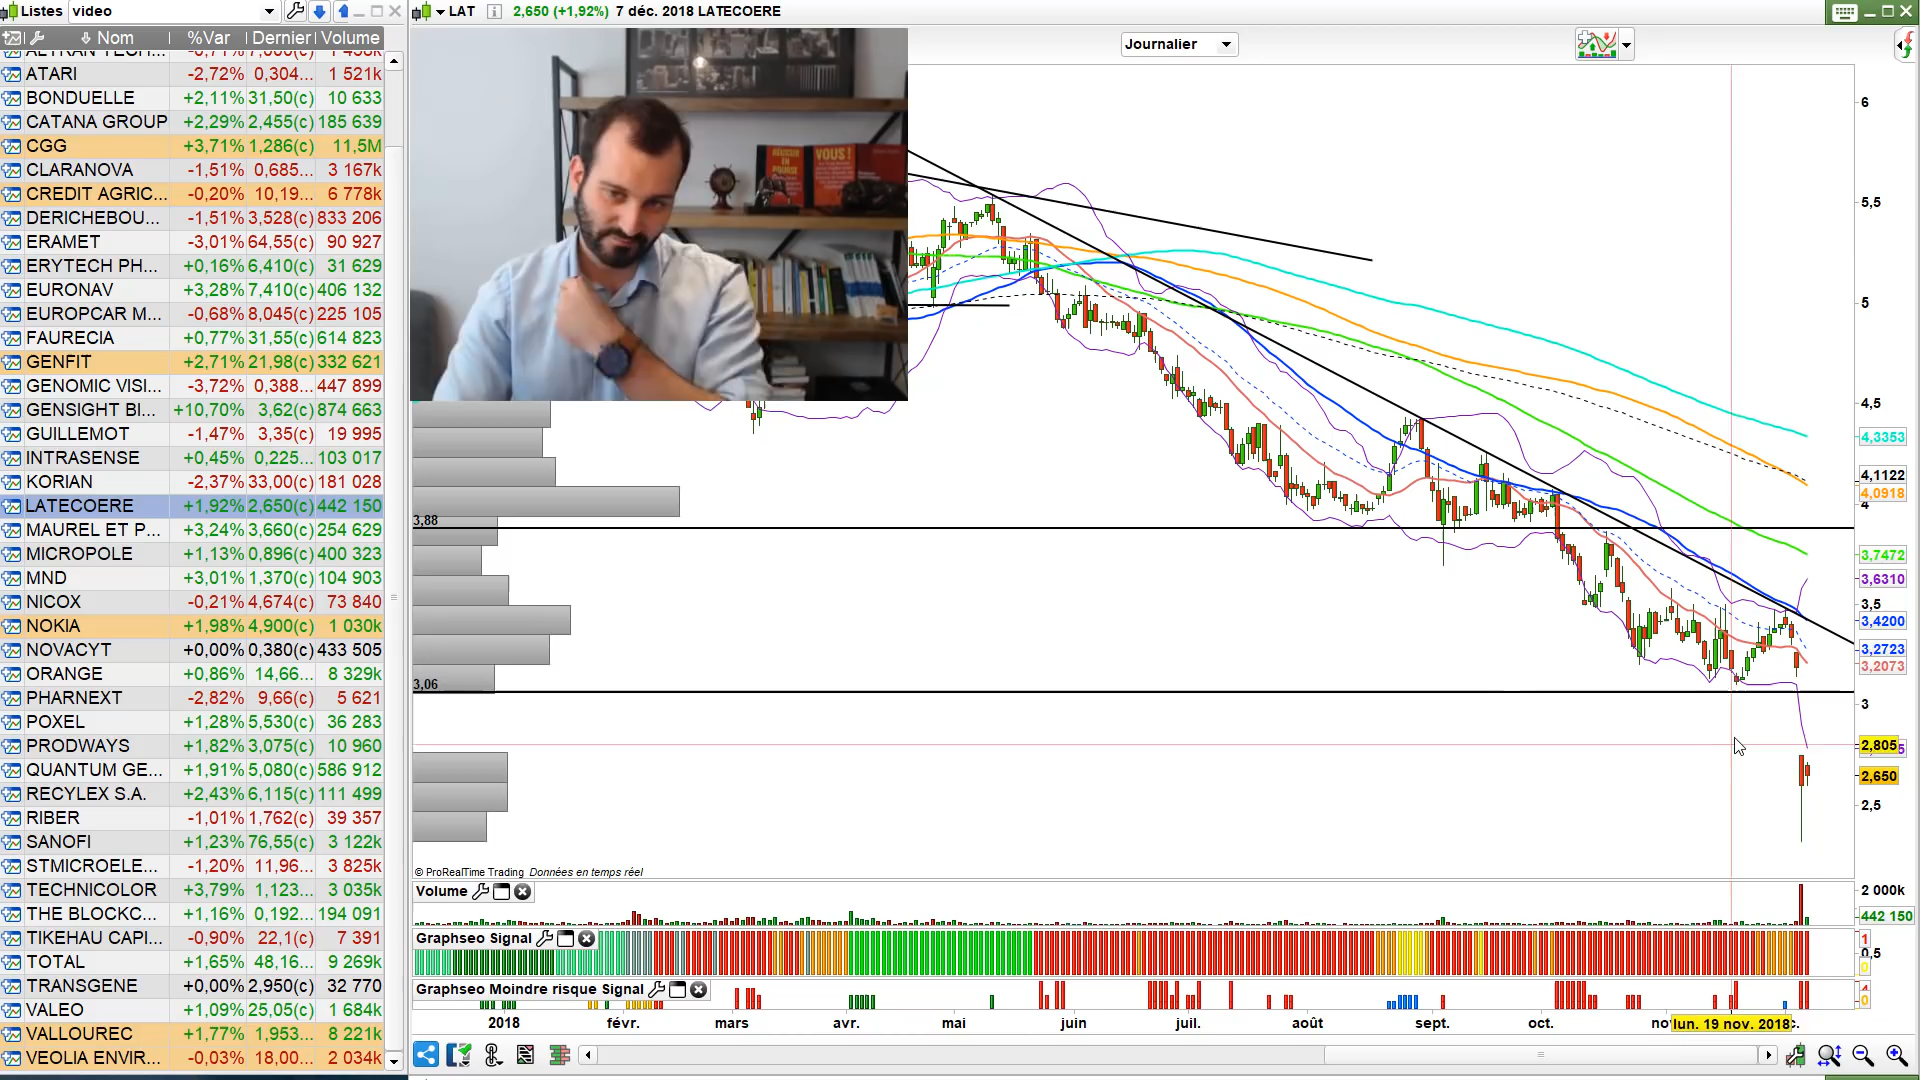 Listes video
Nom %Var Dernier Volume
ATARI -2,72% 0,304... 1 521k
BONDUELLE +2,11% 31,50(c) 10 633
CATANA GROUP +2,29% 2,455(c) 185 639
CGG +3,71% 1,286(c) 11,5M
CLARANOVA -1,51% 0,685... 3 167k
CREDIT AGRIC... -0,20% 10,19... 6 778k
DERICHEBOU... -1,51% 3,528(c) 833 206
ERAMET -3,01% 64,55(c) 90 927
ERYTECH PH... +0,16% 6,410(c) 31 629
EURONAV +3,28% 7,410(c) 406 132
EUROPCAR M... -0,68% 8,045(c) 225 105
FAURECIA +0,77% 31,55(c) 614 823
GENFIT +2,71% 21,98(c) 332 621
GENOMIC VISI... -3,72% 0,388... 447 899
GENSIGHT BI... +10,70% 3,62(c) 874 663
GUILLEMOT -1,47% 3,35(c) 19 995
INTRASENSE +0,45% 0,225... 103 017
KORIAN -2,37% 33,00(c) 181 028
LATECOERE +1,92% 2,650(c) 442 150
MAUREL ET P... +3,24% 3,660(c) 254 629
MICROPOLE +1,13% 0,896(c) 400 323
MND +3,01% 1,370(c) 104 903
NICOX -0,21% 4,674(c) 73 840
NOKIA +1,98% 4,900(c) 1 030k
NOVACYT +0,00% 0,380(c) 433 505
ORANGE +0,86% 14,66... 8 329k
PHARNEXT -2,82% 9,66(c) 5 621
POXEL +1,28% 5,530(c) 36 283
PRODWAYS +1,82% 3,075(c) 10 960
QUANTUM GE... +1,91% 5,080(c) 586 912
RECYLEX S.A. +2,43% 6,115(c) 111 499
RIBER -1,01% 1,762(c) 39 357
SANOFI +1,23% 76,55(c) 3 122k
STMICROELE... -1,20% 11,96... 3 825k
TECHNICOLOR +3,79% 1,123... 3 035k
THE BLOCKC... +1,16% 0,192... 194 091
TIKEHAU CAPI... -0,90% 22,1(c) 7 391
TOTAL +1,65% 48,16... 9 269k
TRANSGENE +0,00% 2,950(c) 32 770
VALEO +1,09% 25,05(c) 1 684k
VALLOUREC +1,77% 1,953... 8 221k
VEOLIA ENVIR... -0,03% 18,00... 2 034k
LAT 2,650 (+1,92%) 7 déc. 2018 LATECOERE
Journalier
RÉUSSIR EN BOURSE
VOUS !
6
5,5
5
4,5
4,3353
4,1122
4,0918
4
3,88
3,7472
3,6310
3,5
3,4200
3,2723
3,2073
3,06
3
2,805
2,650
2,5
© ProRealTime Trading Données en temps réel
Volume
2 000k
442 150
Graphseo Signal
1
0,5
0
Graphseo Moindre risque Signal
0
2018 févr. mars avr. mai juin juil. août sept. oct. lun. 19 nov. 2018